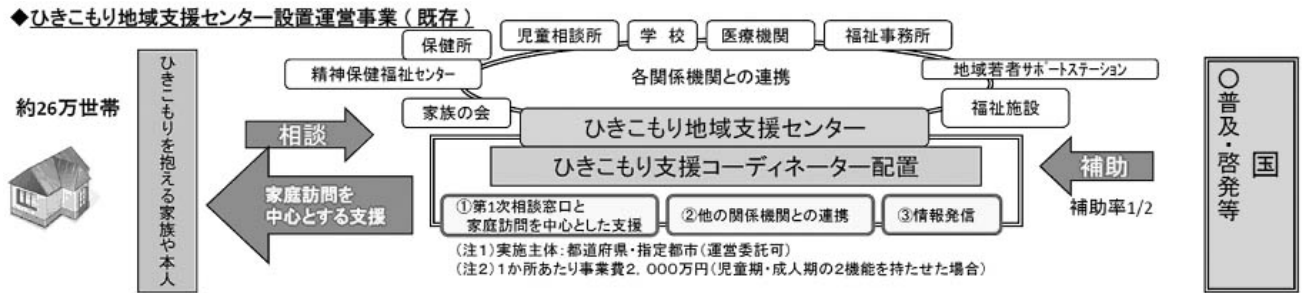 ◆ひきこもり地域支援センター設置運営事業（既存）
保健所
児童相談所
学校
医療機関
福祉事務所
精神保健福祉センター
各関係機関との連携
地域若者サポートステーション
家族の会
福祉施設
約26万世帯
ひきこもりを抱える家族や本人
相談
家庭訪問を
中心とする支援
ひきこもり地域支援センター
ひきこもり支援コーディネーター配置
①第1次相談窓口と
家庭訪問を中心とした支援
②他の関係機関との連携
③情報発信
（注1）実施主体：都道府県・指定都市（運営委託可）
（注2）1か所あたり事業費2，000万円（児童期・成人期の2機能を持たせた場合）
補助
補助率1/2
国
○普及・啓発等